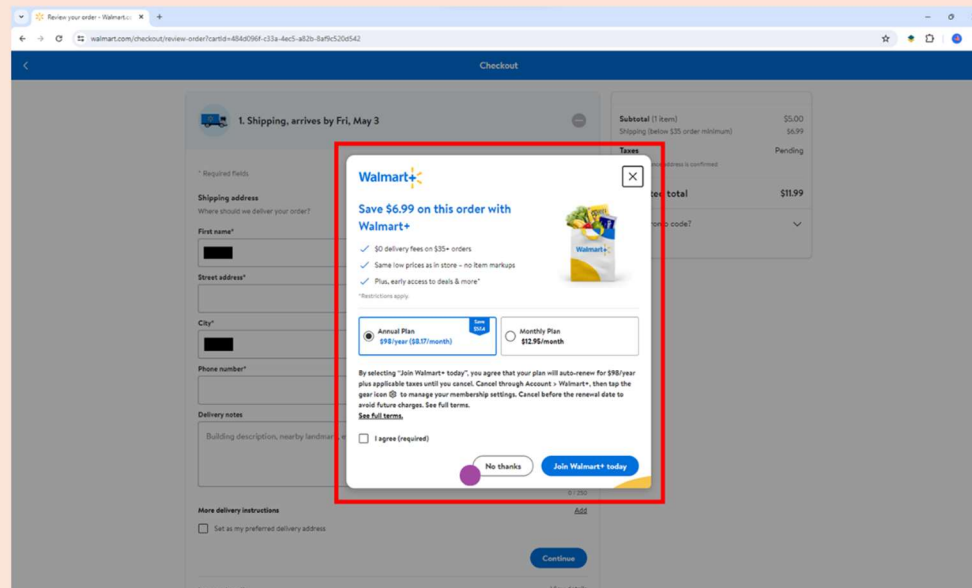 Review your order - Walmart.c
walmart.com/checkout/review-order?cartId=484d096f-c33a-4ec5-a82b-8af9c520d542
Checkout
1. Shipping, arrives by Fri, May 3
* Required fields
Shipping address
Where should we deliver your order?
First name*
Street address*
City*
Phone number*
Delivery notes
Building description, nearby landmark,
0 / 250
More delivery instructions
Add
Set as my preferred delivery address
Continue
Subtotal (1 item) $5.00
Shipping (below $35 order minimum) $6.99
Taxes Pending
address is confirmed
total $11.99
code?
Walmart+
Save $6.99 on this order with
Walmart+
$0 delivery fees on $35+ orders
Same low prices as in store – no item markups
Plus, early access to deals & more*
*Restrictions apply.
Walmart
Annual Plan
$98/year ($8.17/month)
Save
Monthly Plan
$12.95/month
By selecting "Join Walmart+ today", you agree that your plan will auto-renew for $98/year
plus applicable taxes until you cancel. Cancel through Account > Walmart+, then tap the
gear icon to manage your membership settings. Cancel before the renewal date to
avoid future charges. See full terms.
See full terms.
I agree (required)
No thanks
Join Walmart+ today